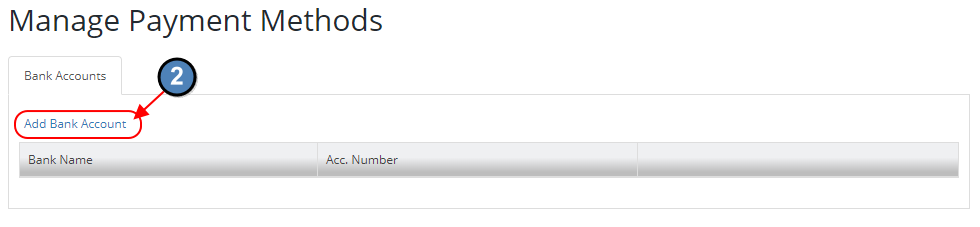 Manage Payment Methods
Bank Accounts
2
Add Bank Account
Bank Name Acc. Number